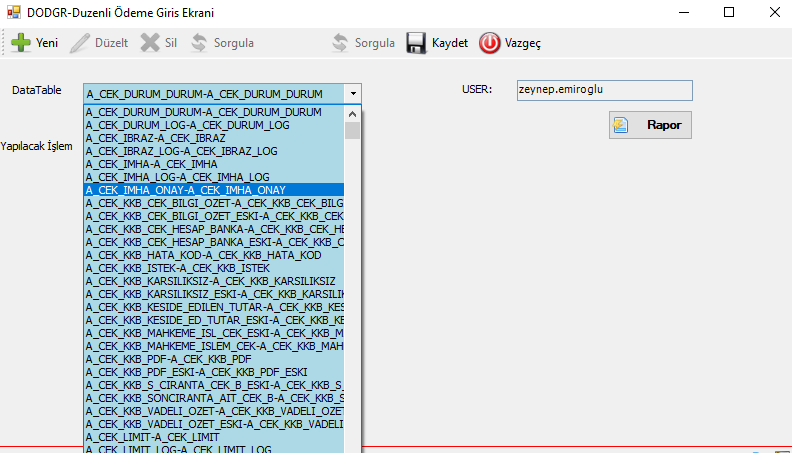 DODGR-Duzenli Ödeme Giris Ekrani
Yeni Düzelt Sil Sorgula Sorgula Kaydet Vazgeç
DataTable A_CEK_DURUM_DURUM-A_CEK_DURUM_DURUM USER: zeynep.emiroglu
Rapor
Yapılacak İşlem
A_CEK_DURUM_DURUM-A_CEK_DURUM_DURUM
A_CEK_DURUM_LOG-A_CEK_DURUM_LOG
A_CEK_IBRAZ-A_CEK_IBRAZ
A_CEK_IBRAZ_LOG-A_CEK_IBRAZ_LOG
A_CEK_IMHA-A_CEK_IMHA
A_CEK_IMHA_LOG-A_CEK_IMHA_LOG
A_CEK_IMHA_ONAY-A_CEK_IMHA_ONAY
A_CEK_KKB_CEK_BILGI_OZET-A_CEK_KKB_CEK_BILG
A_CEK_KKB_CEK_BILGI_OZET_ESKI-A_CEK_KKB_CEK
A_CEK_KKB_CEK_HESAP_BANKA-A_CEK_KKB_CEK_HE
A_CEK_KKB_CEK_HESAP_BANKA_ESKI-A_CEK_KKB_C
A_CEK_KKB_HATA_KOD-A_CEK_KKB_HATA_KOD
A_CEK_KKB_ISTEK-A_CEK_KKB_ISTEK
A_CEK_KKB_KARSILIKSIZ-A_CEK_KKB_KARSILIKSIZ
A_CEK_KKB_KARSILIKSIZ_ESKI-A_CEK_KKB_KARSILI
A_CEK_KKB_KESIDE_EDILEN_TUTAR-A_CEK_KKB_KES
A_CEK_KKB_KESIDE_ED_TUTAR_ESKI-A_CEK_KKB_KE
A_CEK_KKB_MAHKEME_ISL_CEK_ESKI-A_CEK_KKB_M
A_CEK_KKB_MAHKEME_ISLEM_CEK-A_CEK_KKB_MAH
A_CEK_KKB_PDF-A_CEK_KKB_PDF
A_CEK_KKB_PDF_ESKI-A_CEK_KKB_PDF_ESKI
A_CEK_KKB_S_CIRANTA_CEK_B_ESKI-A_CEK_KKB_S_
A_CEK_KKB_SONCIRANTA_AIT_CEK_B-A_CEK_KKB_S
A_CEK_KKB_VADELI_OZET-A_CEK_KKB_VADELI_OZET
A_CEK_KKB_VADELI_OZET_ESKI-A_CEK_KKB_VADELI
A_CEK_LIMIT-A_CEK_LIMIT
A_CEK_LIMIT_LOG-A_CEK_LIMIT_LOG